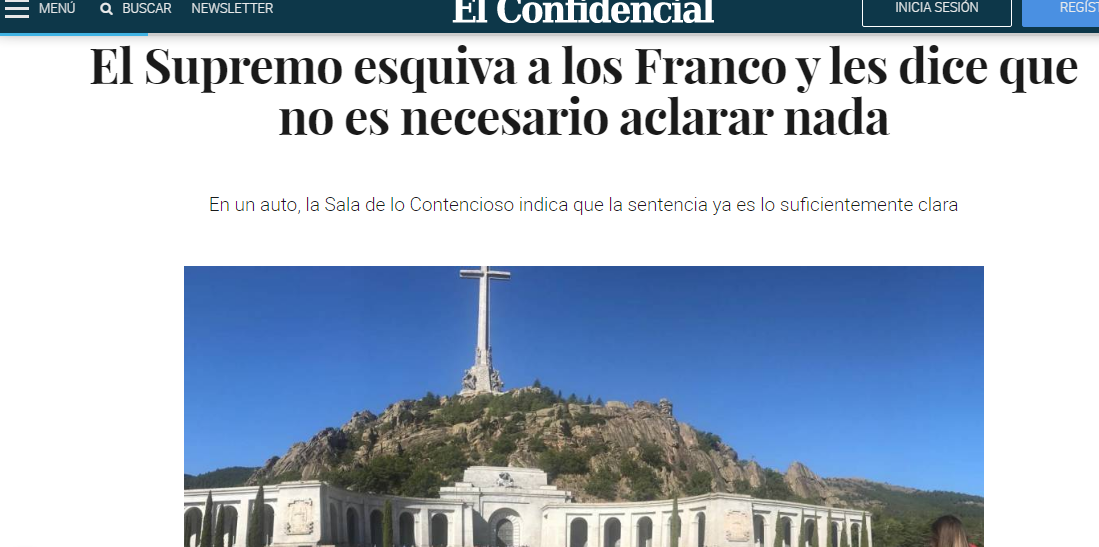 MENÚ BUSCAR NEWSLETTER El Confidencial INICIA SESIÓN
El Supremo esquiva a los Franco y les dice que
no es necesario aclarar nada
En un auto, la Sala de lo Contencioso indica que la sentencia ya es lo suficientemente clara